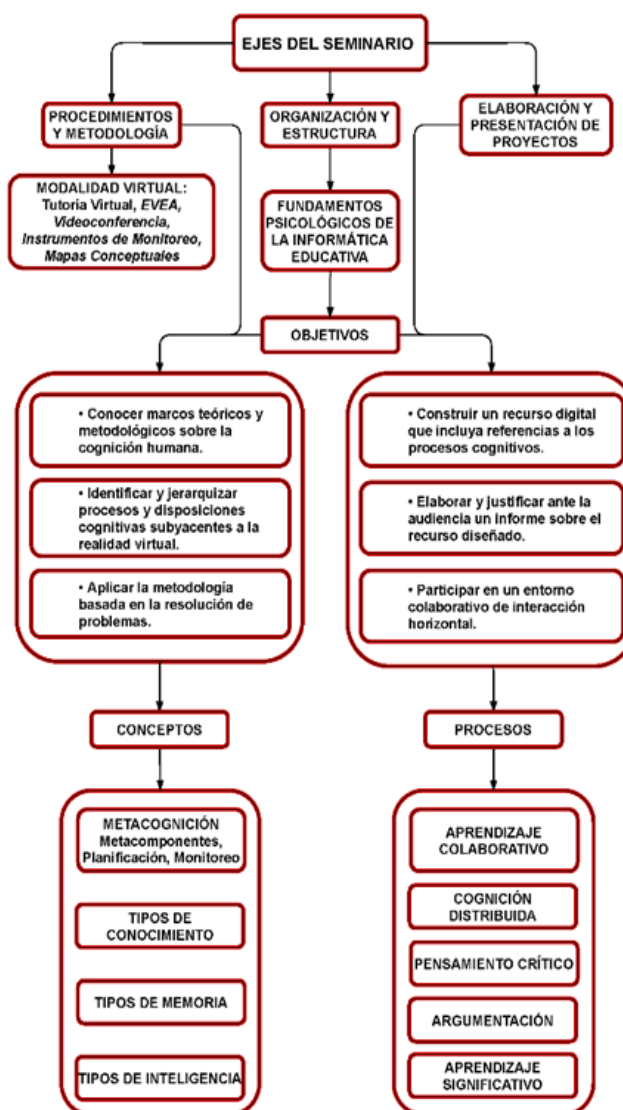 EJES DEL SEMINARIO
PROCEDIMIENTOS
Y METODOLOGÍA
ORGANIZACIÓN Y
ESTRUCTURA
ELABORACIÓN Y
PRESENTACIÓN DE
PROYECTOS
MODALIDAD VIRTUAL:
Tutoria Virtual, EVEA,
Videoconferencia,
Instrumentos de Monitoreo,
Mapas Conceptuales
FUNDAMENTOS
PSICOLÓGICOS DE
LA INFORMÁTICA
EDUCATIVA
OBJETIVOS
• Conocer marcos teóricos y
metodológicos sobre la
cognición humana.
• Identificar y jerarquizar
procesos y disposiciones
cognitivas subyacentes a la
realidad virtual.
• Aplicar la metodología
basada en la resolución de
problemas.
• Construir un recurso digital
que incluya referencias a los
procesos cognitivos.
• Elaborar y justificar ante la
audiencia un informe sobre el
recurso diseñado.
• Participar en un entorno
colaborativo de interacción
horizontal.
CONCEPTOS
PROCESOS
METACOGNICIÓN
Metacomponentes,
Planificación, Monitoreo
TIPOS DE
CONOCIMIENTO
TIPOS DE MEMORIA
TIPOS DE INTELIGENCIA
APRENDIZAJE
COLABORATIVO
COGNICIÓN
DISTRIBUIDA
PENSAMIENTO CRÍTICO
ARGUMENTACIÓN
APRENDIZAJE
SIGNIFICATIVO